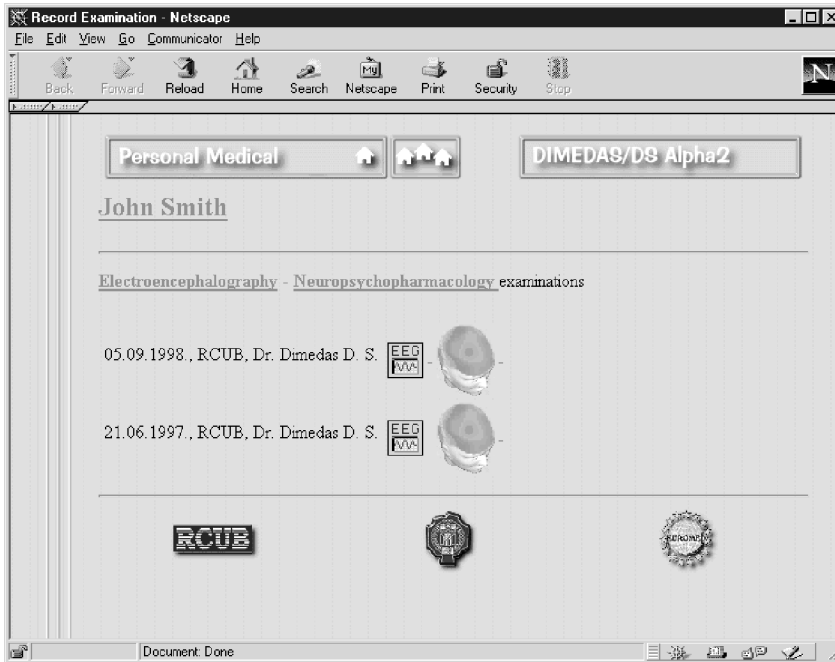 Record Examination - Netscape
File Edit View Go Communicator Help
Back Forward Reload Home Search Netscape Print Security Stop
My
N
Personal Medical
DIMEDAS/DS Alpha2
John Smith
Electroencephalography - Neuropsychopharmacology examinations
05.09.1998., RCUB, Dr. Dimedas D. S. EEG - -
21.06.1997., RCUB, Dr. Dimedas D. S. EEG -
RCUB
Document: Done